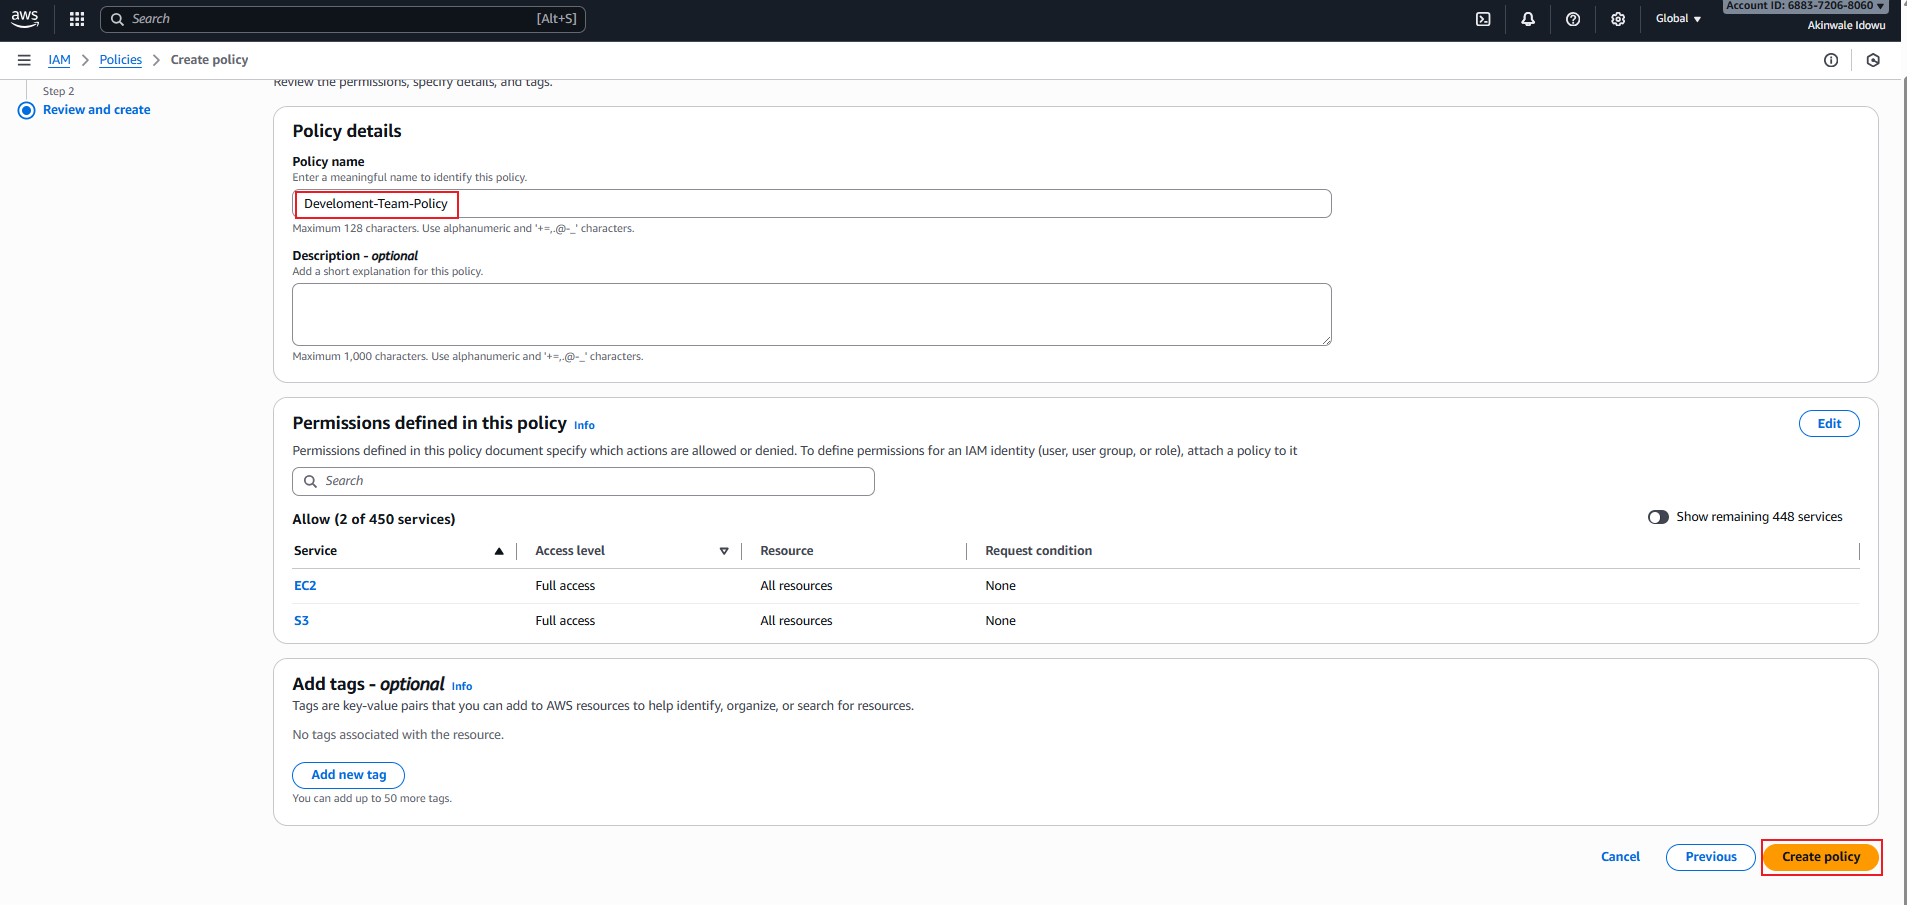 aws
Search [Alt+S]
Global
Account ID: 6883-7206-8060
Akinwale Idowu
IAM Policies Create policy
Step 2
Review and create
Review the permissions, specify details, and tags.
Policy details
Policy name
Enter a meaningful name to identify this policy.
Develoment-Team-Policy
Maximum 128 characters. Use alphanumeric and '+=,.@-_' characters.
Description - optional
Add a short explanation for this policy.
Maximum 1,000 characters. Use alphanumeric and '+=,.@-_' characters.
Permissions defined in this policy Info
Edit
Permissions defined in this policy document specify which actions are allowed or denied. To define permissions for an IAM identity (user, user group, or role), attach a policy to it
Search
Allow (2 of 450 services)
Show remaining 448 services
Service Access level Resource Request condition
EC2 Full access All resources None
S3 Full access All resources None
Add tags - optional Info
Tags are key-value pairs that you can add to AWS resources to help identify, organize, or search for resources.
No tags associated with the resource.
Add new tag
You can add up to 50 more tags.
Cancel Previous Create policy